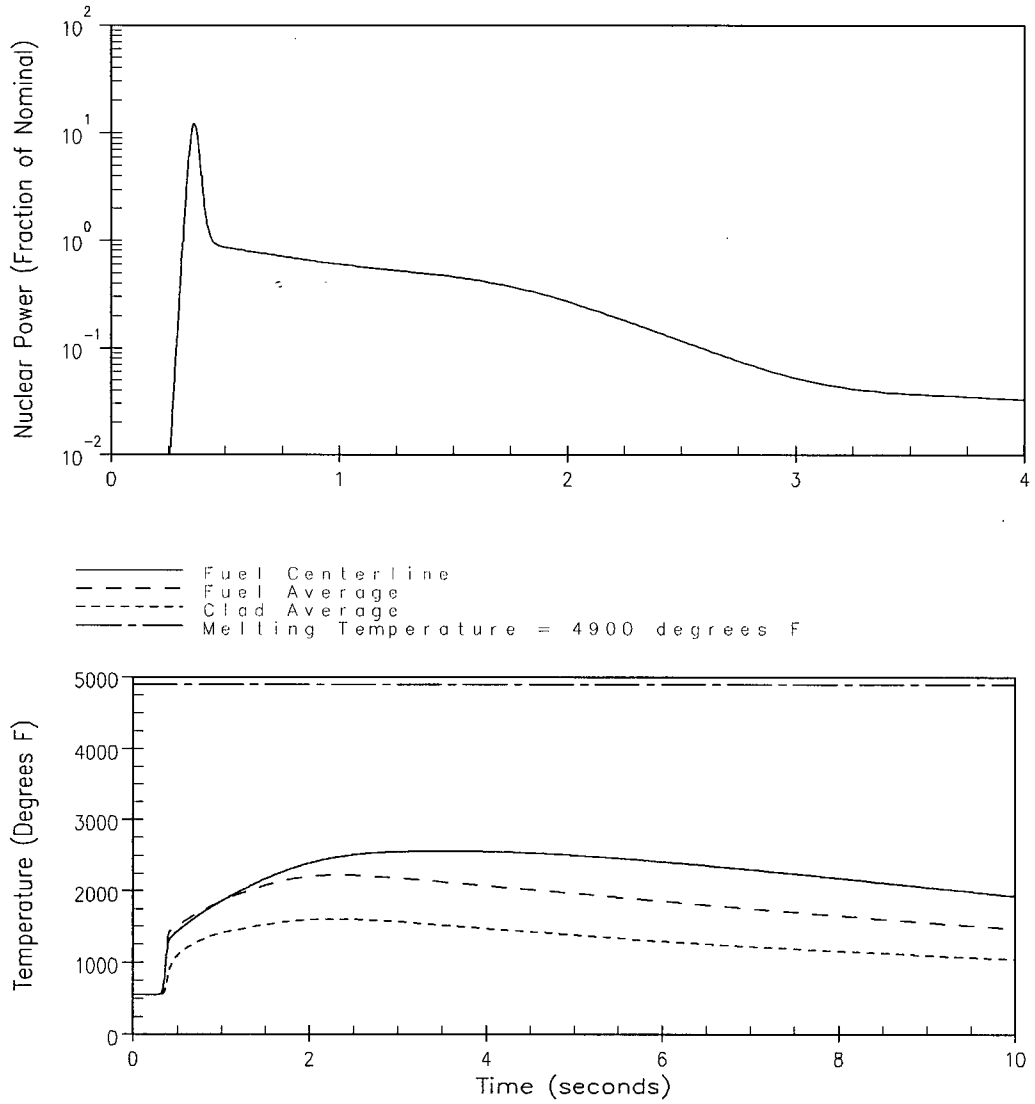 Nuclear Power (Fraction of Nominal)
10^2
10^1
10^0
10^-1
10^-2
0 1 2 3 4
Fuel Centerline
Fuel Average
Clad Average
Melting Temperature = 4900 degrees F
Temperature (Degrees F)
5000
4000
3000
2000
1000
0
0 2 4 6 8 10
Time (seconds)